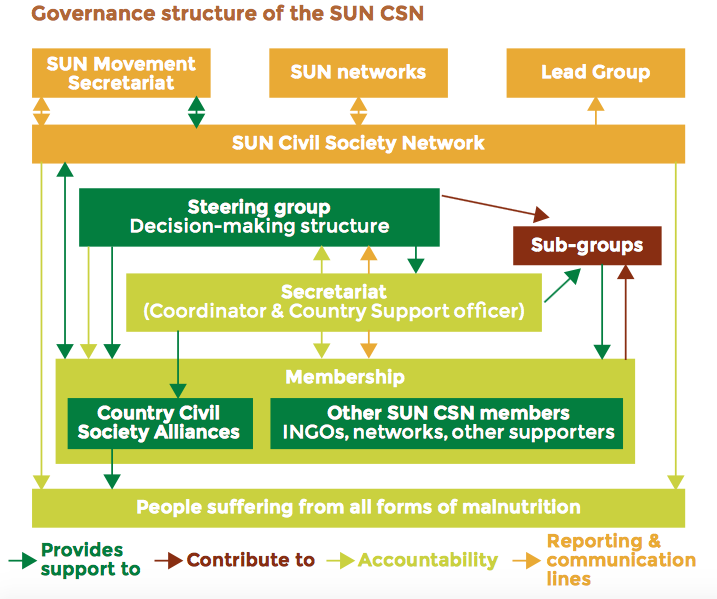 Governance structure of the SUN CSN
SUN Movement
Secretariat
SUN networks
Lead Group
SUN Civil Society Network
Steering group
Decision-making structure
Sub-groups
Secretariat
(Coordinator & Country Support officer)
Membership
Country Civil
Society Alliances
Other SUN CSN members
INGOs, networks, other supporters
People suffering from all forms of malnutrition
Provides
support to
Contribute to
Accountability
Reporting &
communication
lines